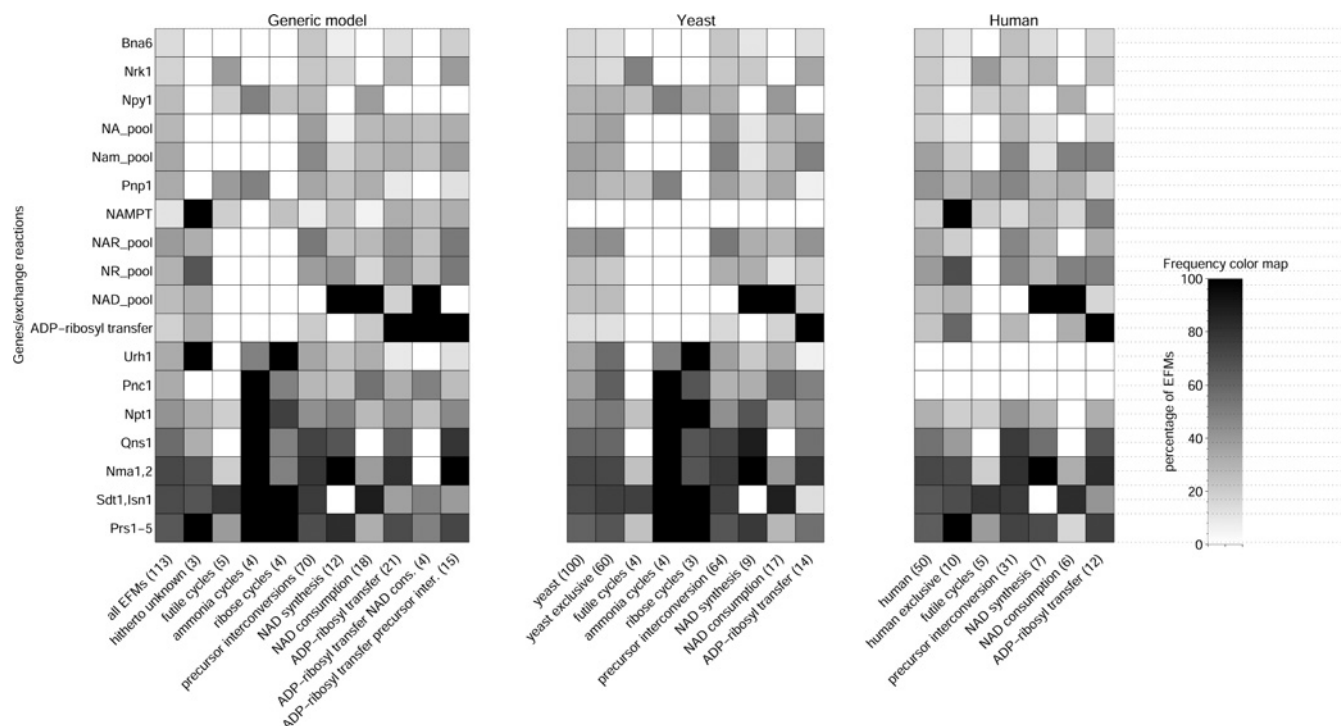 Generic model
Yeast
Human
Genes/exchange reactions
Bna6
Nrk1
Npy1
NA_pool
Nam_pool
Pnp1
NAMPT
NAR_pool
NR_pool
NAD_pool
ADP−ribosyl transfer
Urh1
Pnc1
Npt1
Qns1
Nma1,2
Sdt1,Isn1
Prs1−5
all EFMs (113)
hitherto unknown (3)
futile cycles (5)
ammonia cycles (4)
ribose cycles (4)
precursor interconversions (70)
NAD synthesis (12)
NAD consumption (18)
ADP−ribosyl transfer (21)
ADP−ribosyl transfer NAD cons. (4)
ADP−ribosyl transfer precursor inter. (15)
yeast (100)
yeast exclusive (60)
futile cycles (4)
ammonia cycles (4)
ribose cycles (3)
precursor interconversion (64)
NAD synthesis (9)
NAD consumption (17)
ADP−ribosyl transfer (14)
human (50)
human exclusive (10)
futile cycles (5)
precursor interconversion (31)
NAD synthesis (7)
NAD consumption (6)
ADP−ribosyl transfer (12)
Frequency color map
percentage of EFMs
100
80
60
40
20
0